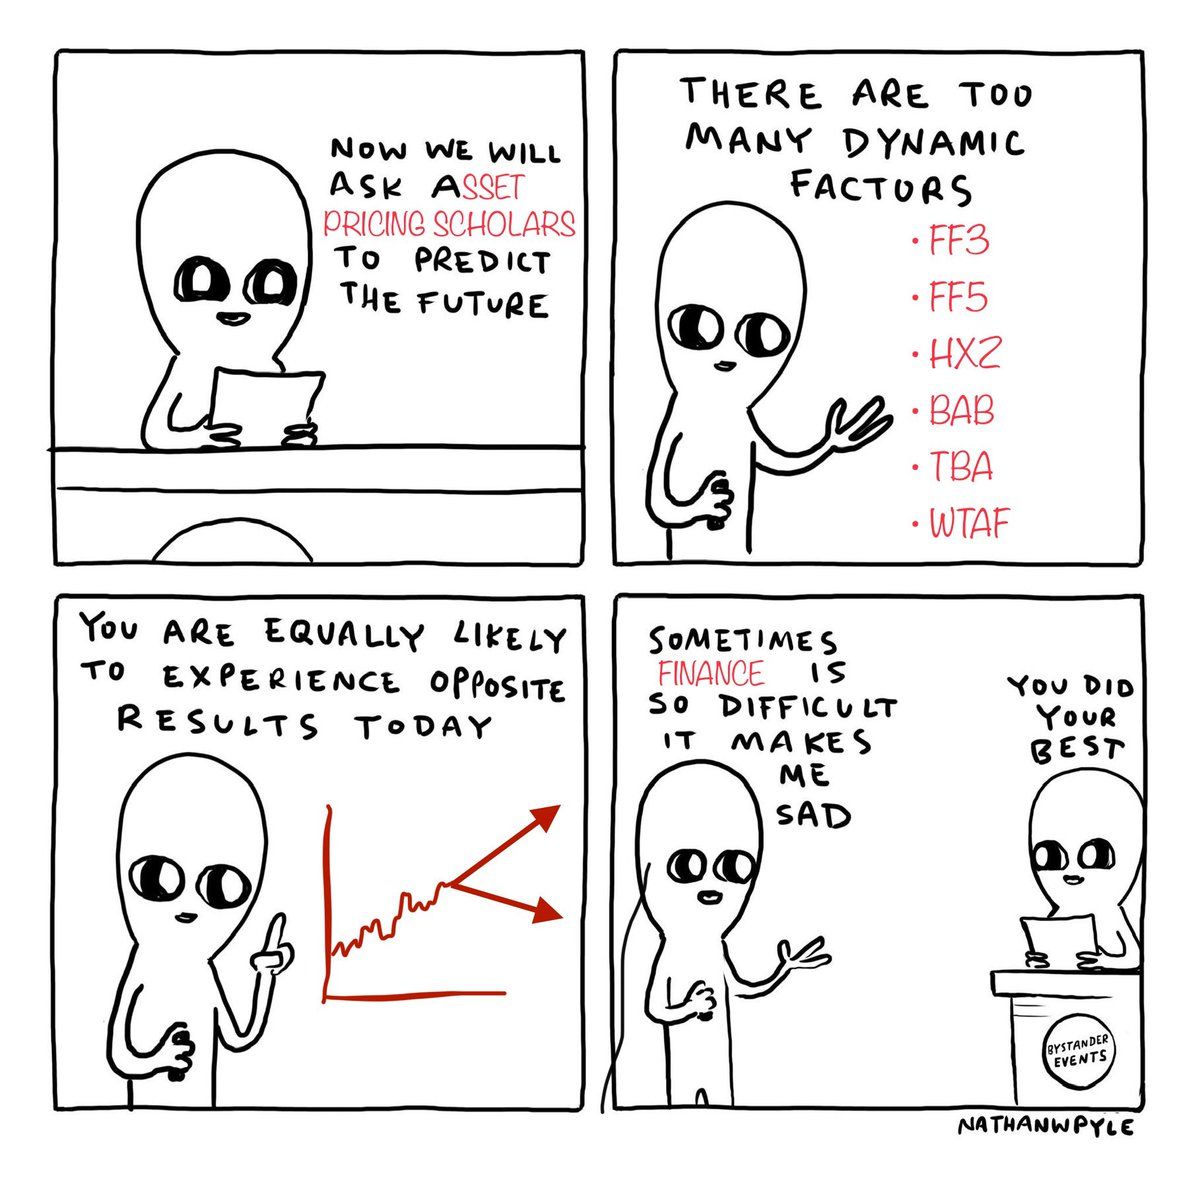 NOW WE WILL
ASK ASSET
PRICING SCHOLARS
TO PREDICT
THE FUTURE
THERE ARE TOO
MANY DYNAMIC
FACTORS
• FF3
• FF5
• HXZ
• BAB
• TBA
• WTAF
YOU ARE EQUALLY LIKELY
TO EXPERIENCE OPPOSITE
RESULTS TODAY
SOMETIMES
FINANCE IS
SO DIFFICULT
IT MAKES
ME
SAD
YOU DID
YOUR
BEST
BYSTANDER
EVENTS
NATHANWPYLE